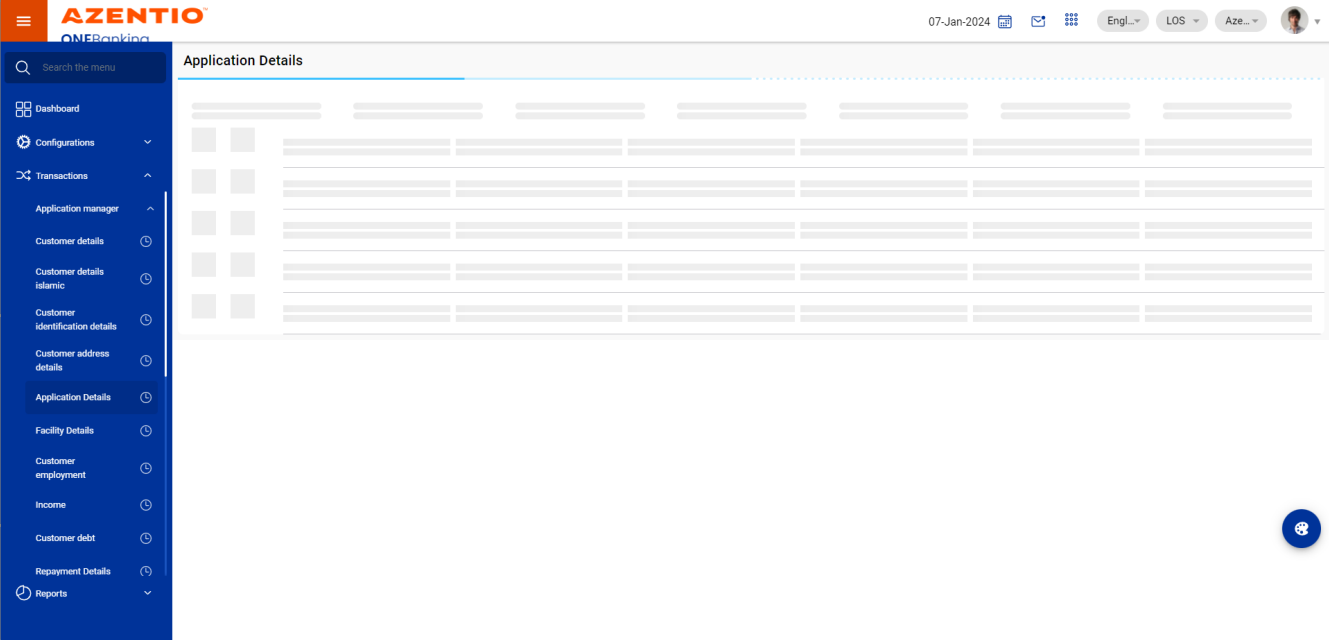 AZENTIO™
ONEBanking
07-Jan-2024
Engl...
LOS
Aze...
Search the menu
Application Details
Dashboard
Configurations
Transactions
Application manager
Customer details
Customer details
islamic
Customer
identification details
Customer address
details
Application Details
Facility Details
Customer
employment
Income
Customer debt
Repayment Details
Reports